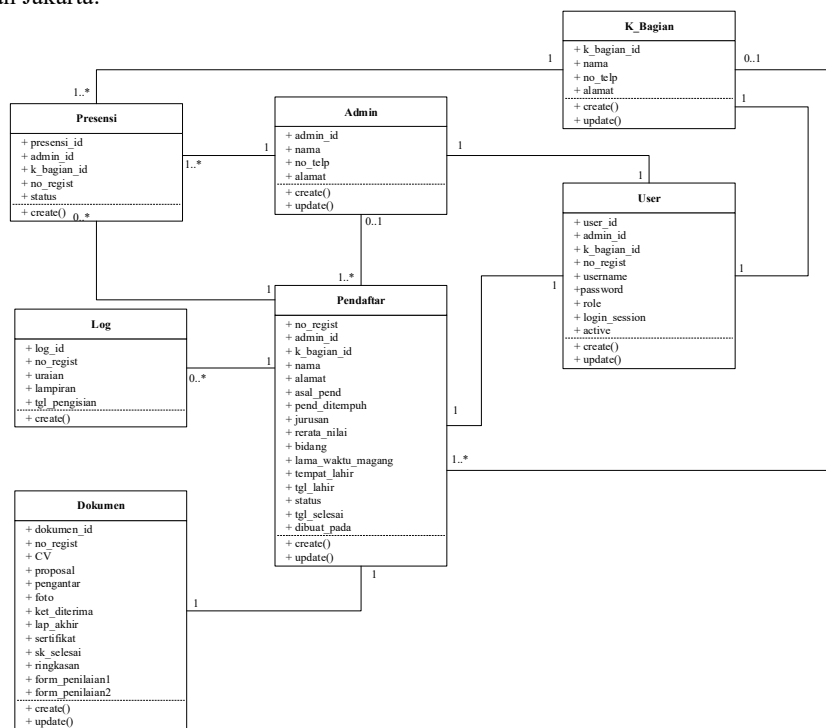 K_Bagian
+ k_bagian_id
+ nama
+ no_telp
+ alamat
+ create()
+ update()
1
0..1
1
1..*
Presensi
+ presensi_id
+ admin_id
+ k_bagian_id
+ no_regist
+ status
+ create()
0..*
1..*
1
Admin
+ admin_id
+ nama
+ no_telp
+ alamat
+ create()
+ update()
1
0..1
1..*
1
User
+ user_id
+ admin_id
+ k_bagian_id
+ no_regist
+ username
+password
+ role
+ login_session
+ active
+ create()
+ update()
1
1
1
Log
+ log_id
+ no_regist
+ uraian
+ lampiran
+ tgl_pengisian
+ create()
0..*
1
Pendaftar
+ no_regist
+ admin_id
+ k_bagian_id
+ nama
+ alamat
+ asal_pend
+ pend_ditempuh
+ jurusan
+ rerata_nilai
+ bidang
+ lama_waktu_magang
+ tempat_lahir
+ tgl_lahir
+ status
+ tgl_selesai
+ dibuat_pada
+ create()
+ update()
1
1..*
1
Dokumen
+ dokumen_id
+ no_regist
+ CV
+ proposal
+ pengantar
+ foto
+ ket_diterima
+ lap_akhir
+ sertifikat
+ sk_selesai
+ ringkasan
+ form_penilaian1
+ form_penilaian2
+ create()
+ update()
1